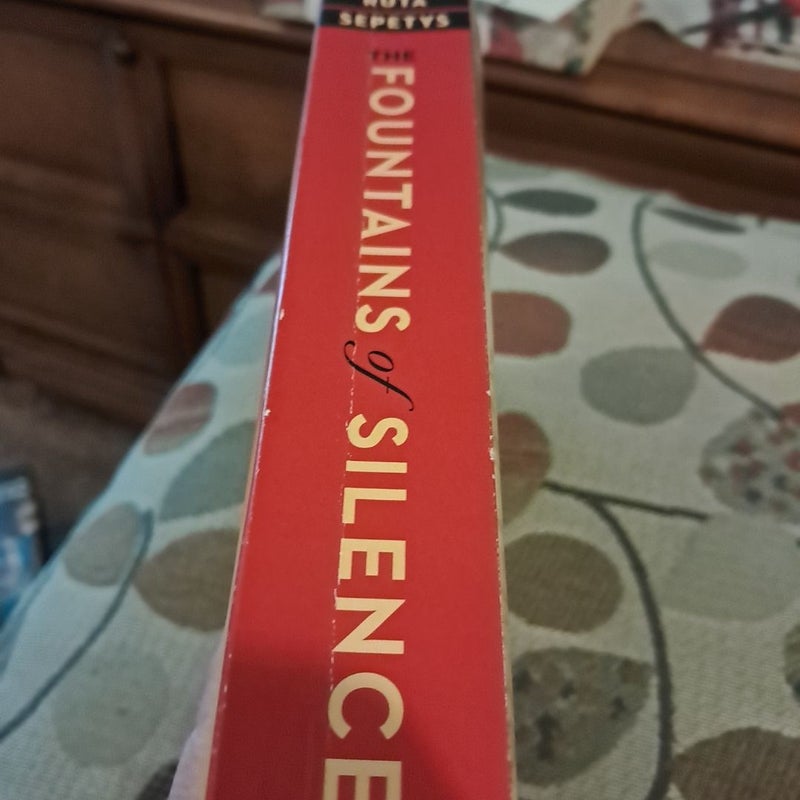 RUTA
SEPETYS
THE
FOUNTAINS of SILENCE